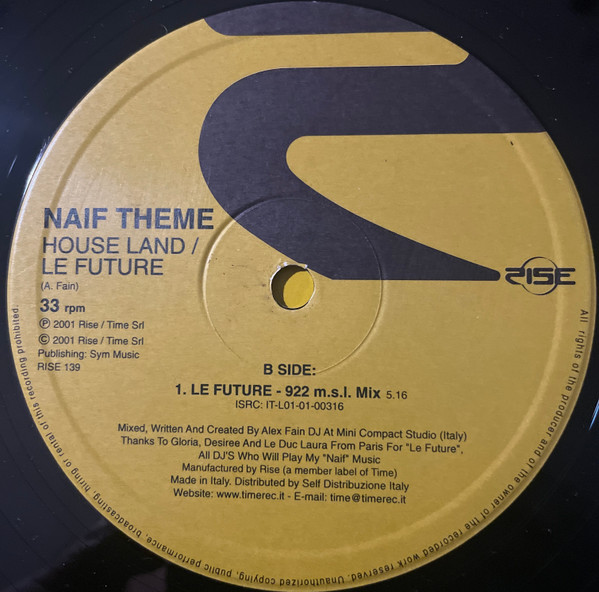 NAIF THEME
HOUSE LAND /
LE FUTURE
(A. Fain)
33 rpm
Ⓟ 2001 Rise / Time Srl
© 2001 Rise / Time Srl
Publishing: Sym Music
RISE 139
RISE
B SIDE:
1. LE FUTURE - 922 m.s.l. Mix 5.16
ISRC: IT-L01-01-00316
Mixed, Written And Created By Alex Fain DJ At Mini Compact Studio (Italy)
Thanks To Gloria, Desiree And Le Duc Laura From Paris For "Le Future",
All DJ'S Who Will Play My "Naif" Music
Manufactured by Rise (a member label of Time)
Made in Italy. Distributed by Self Distribuzione Italy
Website: www.timerec.it - E-mail: time@timerec.it
All rights of the producer and of the owner of the recorded work reserved. Unauthorized copying, public performance, broadcasting, hiring or rental of this recording prohibited.